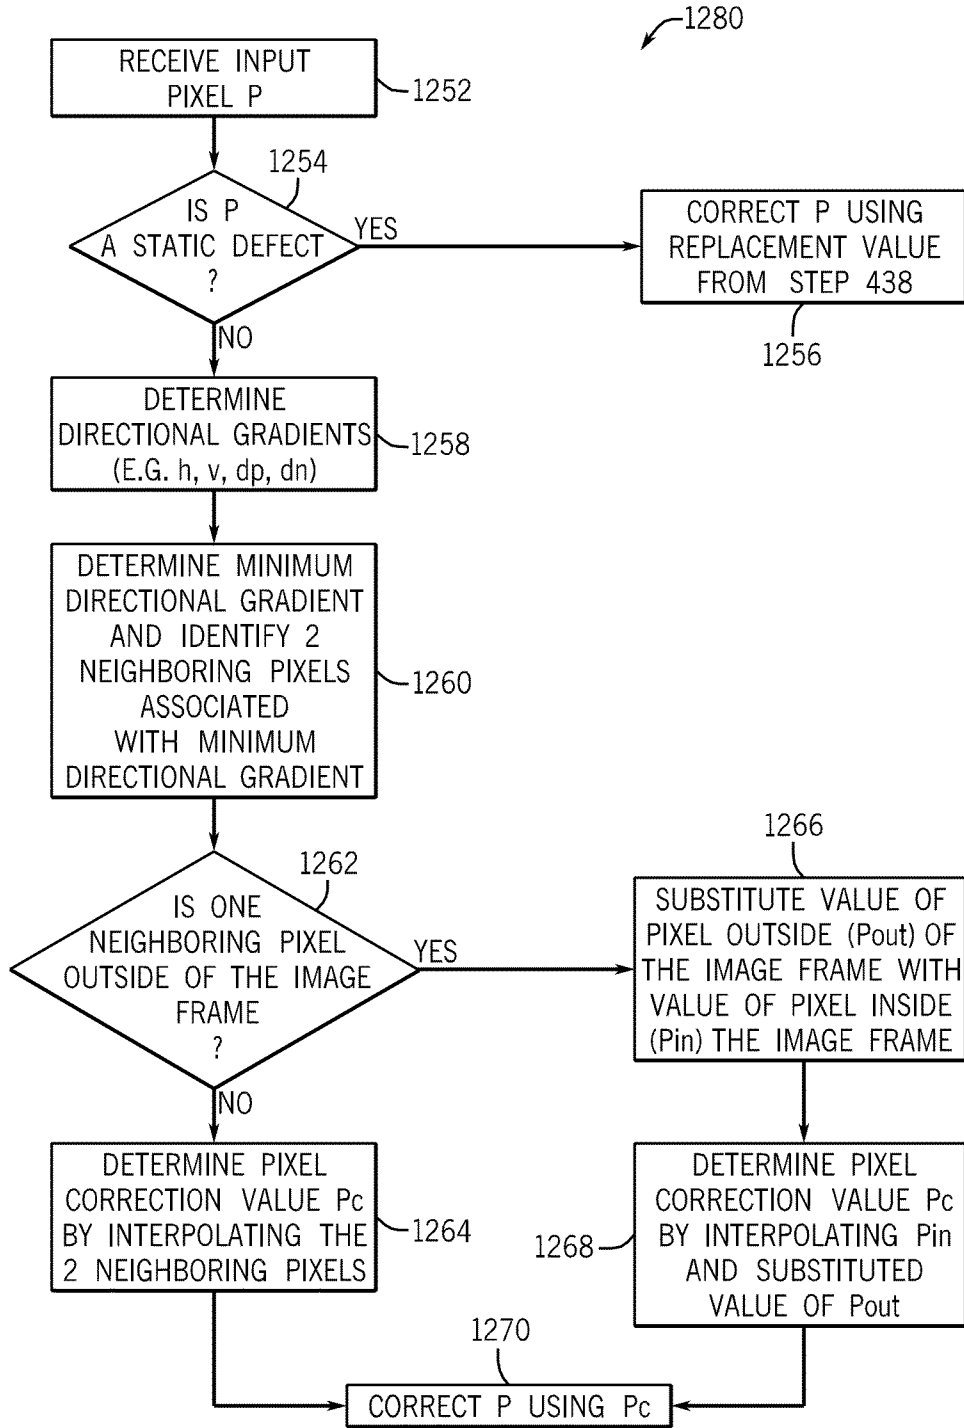 1280
RECEIVE INPUT
PIXEL P
1252
1254
IS P
A STATIC DEFECT
?
YES
CORRECT P USING
REPLACEMENT VALUE
FROM STEP 438
1256
NO
DETERMINE
DIRECTIONAL GRADIENTS
(E.G. h, v, dp, dn)
1258
DETERMINE MINIMUM
DIRECTIONAL GRADIENT
AND IDENTIFY 2
NEIGHBORING PIXELS
ASSOCIATED
WITH MINIMUM
DIRECTIONAL GRADIENT
1260
1262
IS ONE
NEIGHBORING PIXEL
OUTSIDE OF THE IMAGE
FRAME
?
YES
1266
SUBSTITUTE VALUE OF
PIXEL OUTSIDE (Pout) OF
THE IMAGE FRAME WITH
VALUE OF PIXEL INSIDE
(Pin) THE IMAGE FRAME
NO
DETERMINE PIXEL
CORRECTION VALUE Pc
BY INTERPOLATING THE
2 NEIGHBORING PIXELS
1264
DETERMINE PIXEL
CORRECTION VALUE Pc
BY INTERPOLATING Pin
AND SUBSTITUTED
VALUE OF Pout
1268
1270
CORRECT P USING Pc